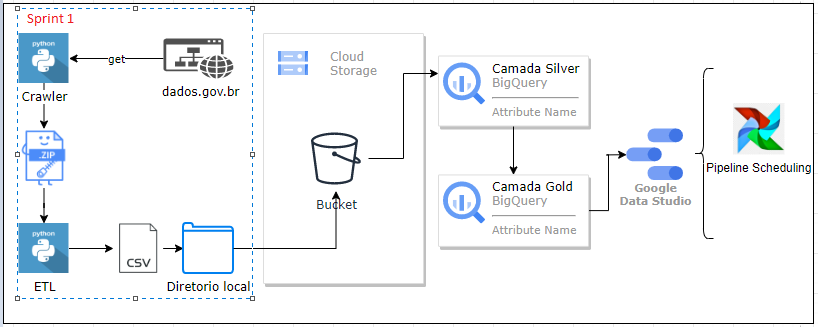 Sprint 1
python
Crawler
get
dados.gov.br
.ZIP
python
ETL
CSV
Diretorio local
Cloud
Storage
Bucket
Camada Silver
BigQuery
Attribute Name
Camada Gold
BigQuery
Attribute Name
Google
Data Studio
Pipeline Scheduling